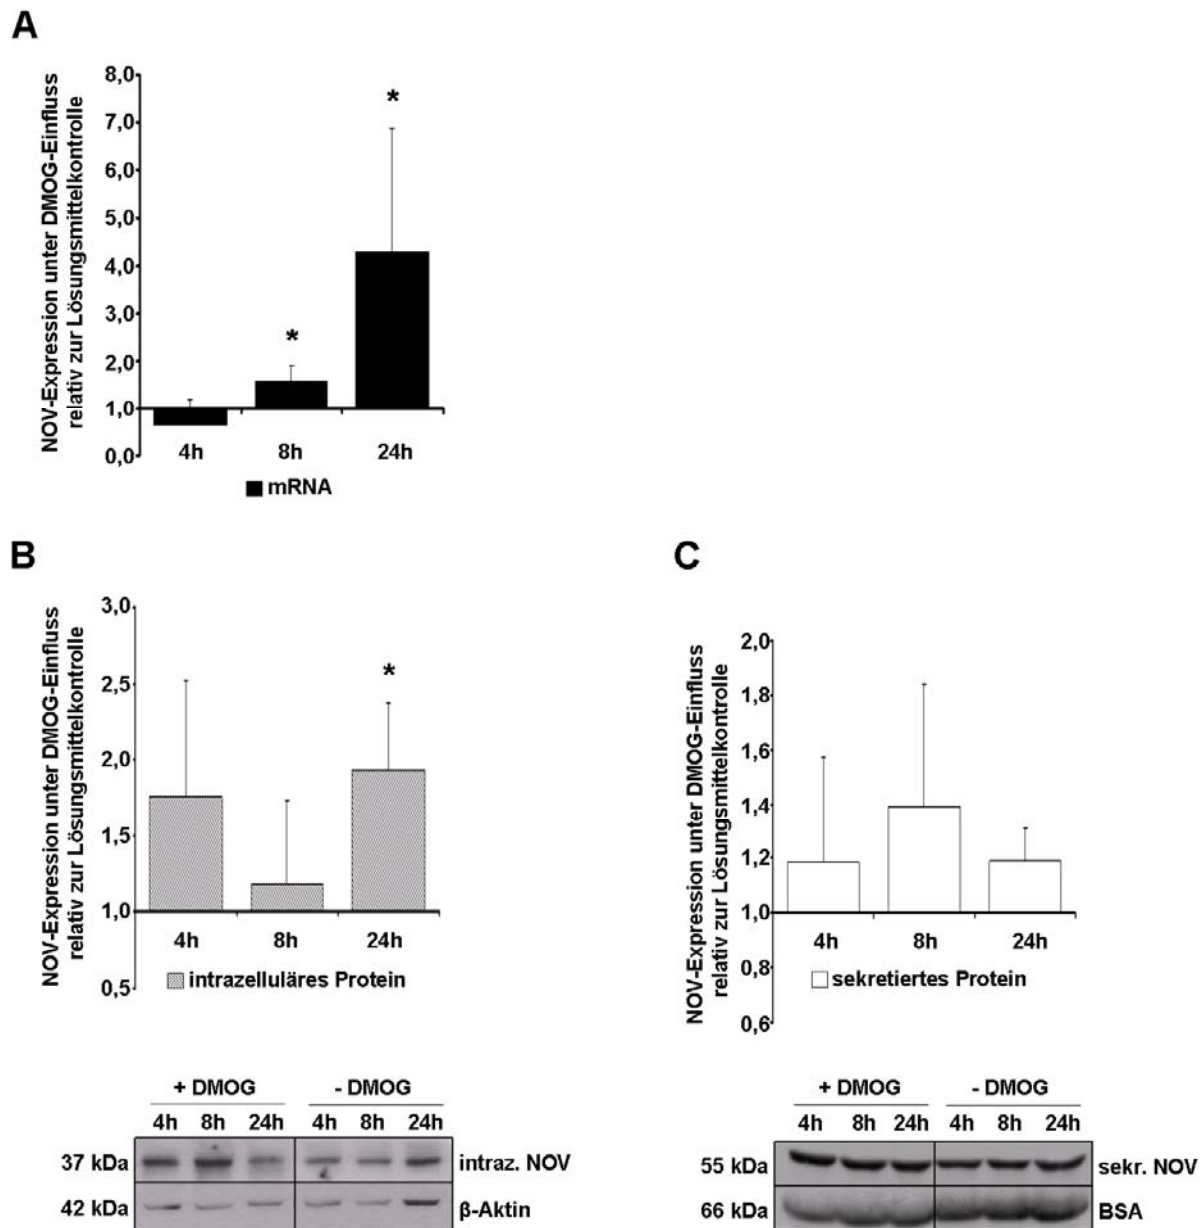 A
NOV-Expression unter DMOG-Einfluss
relativ zur Lösungsmittelkontrolle
8,0
7,0
6,0
5,0
4,0
3,0
2,0
1,0
0,0
*
*
4h 8h 24h
mRNA
B
NOV-Expression unter DMOG-Einfluss
relativ zur Lösungsmittelkontrolle
3,0
2,5
2,0
1,5
1,0
0,5
*
4h 8h 24h
intrazelluläres Protein
+ DMOG - DMOG
4h 8h 24h 4h 8h 24h
37 kDa intraz. NOV
42 kDa β-Aktin
C
NOV-Expression unter DMOG-Einfluss
relativ zur Lösungsmittelkontrolle
2,0
1,8
1,6
1,4
1,2
1,0
0,8
0,6
4h 8h 24h
sekretiertes Protein
+ DMOG - DMOG
4h 8h 24h 4h 8h 24h
55 kDa sekr. NOV
66 kDa BSA